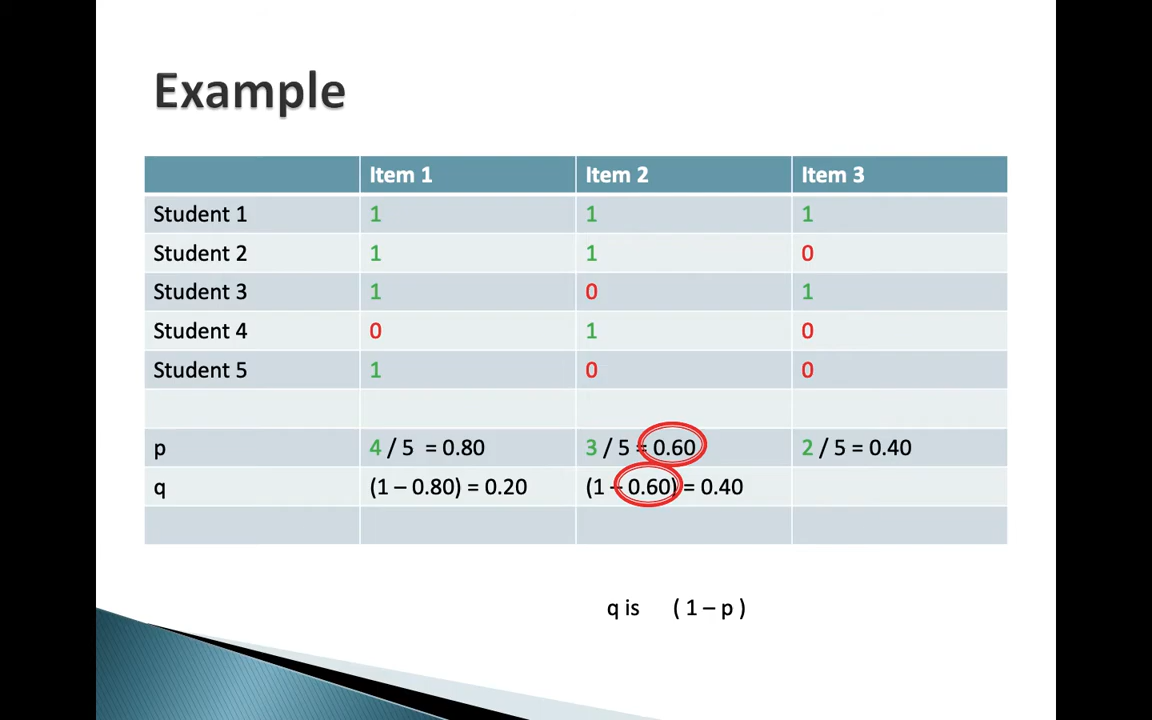 Example
Item 1 Item 2 Item 3
Student 1 1 1 1
Student 2 1 1 0
Student 3 1 0 1
Student 4 0 1 0
Student 5 1 0 0
p 4 / 5 = 0.80 3 / 5 = 0.60 2 / 5 = 0.40
q (1 – 0.80) = 0.20 (1 – 0.60) = 0.40
q is ( 1 – p )